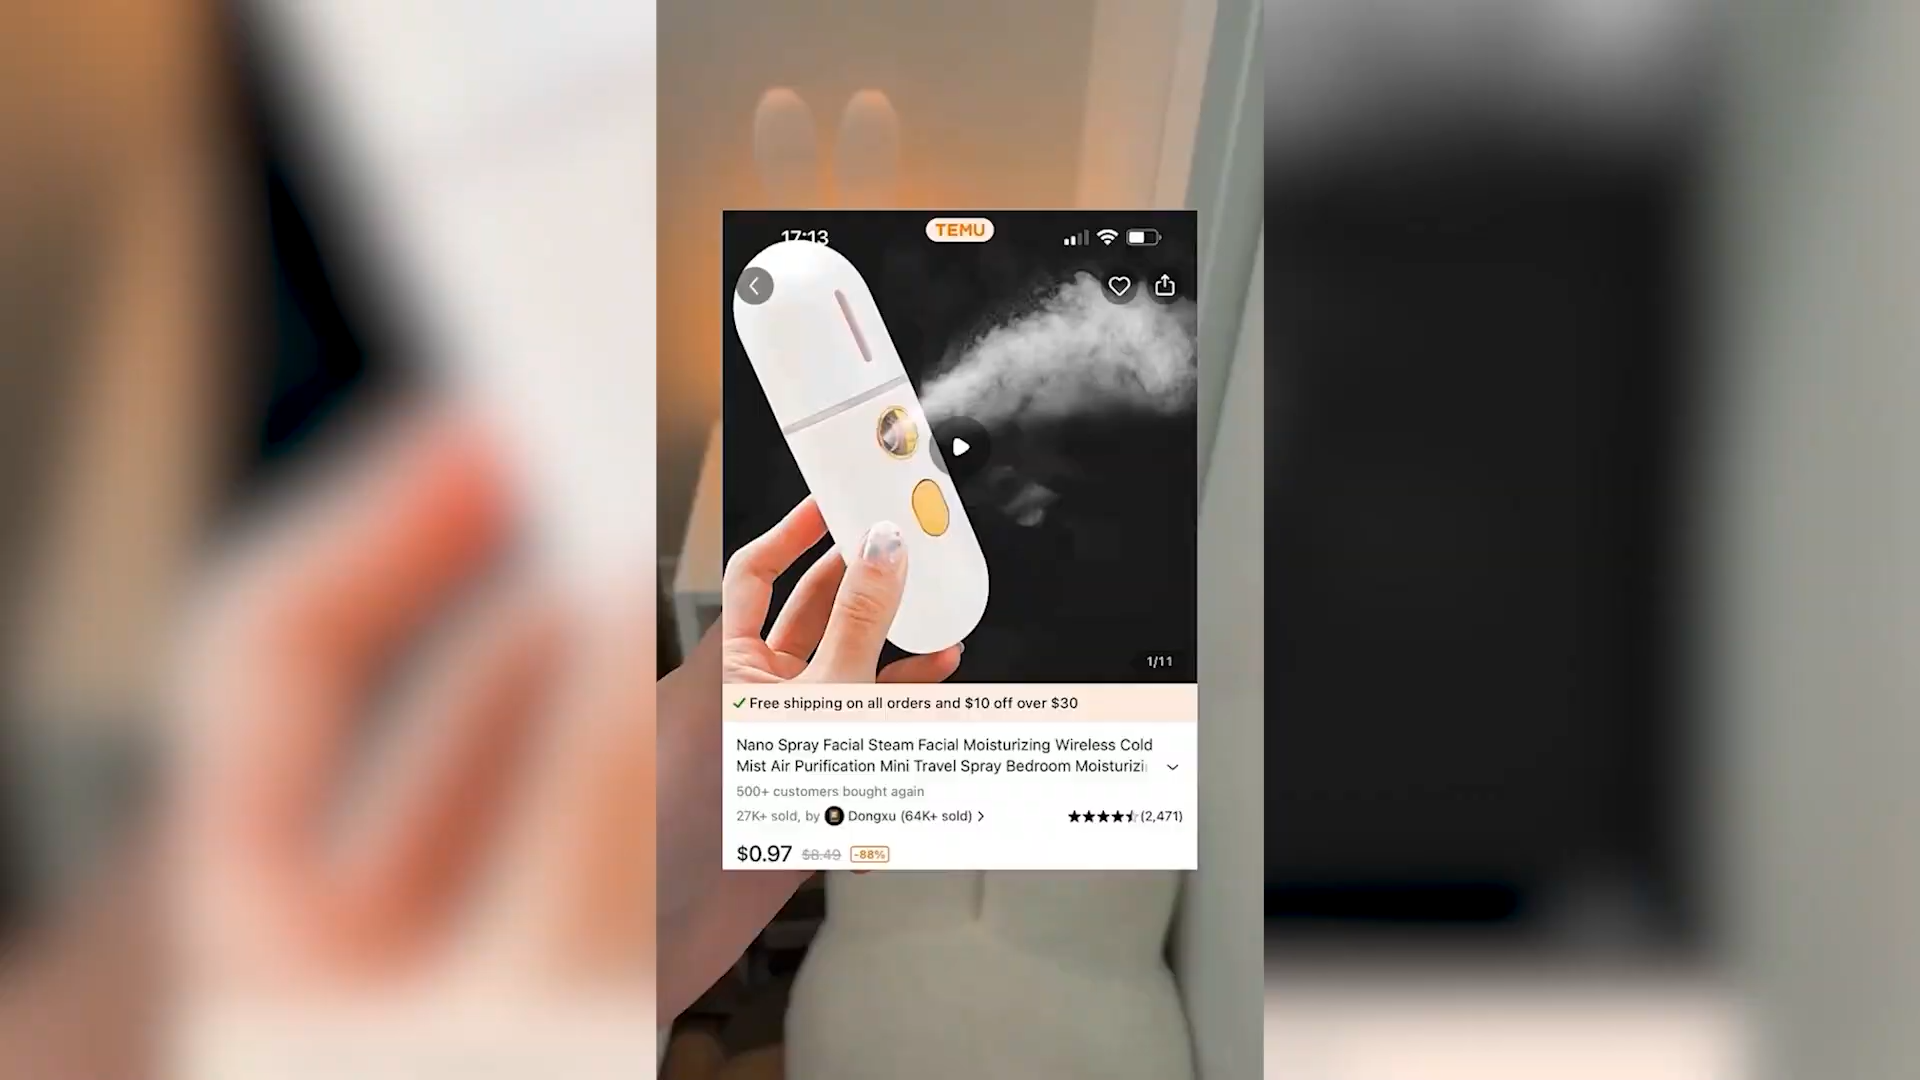 17:13
TEMU
1/11
Free shipping on all orders and $10 off over $30
Nano Spray Facial Steam Facial Moisturizing Wireless Cold
Mist Air Purification Mini Travel Spray Bedroom Moisturizi
500+ customers bought again
27K+ sold, by Dongxu (64K+ sold) >
(2,471)
$0.97 $8.49 -88%